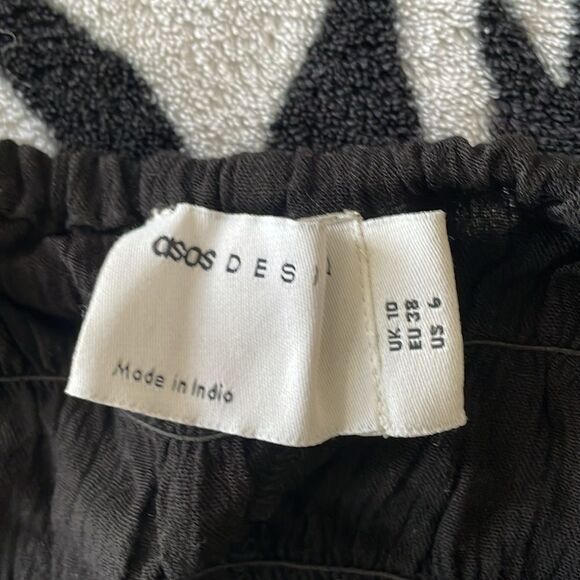 asos DES
Made in India
UK 10
EU 38
US 6